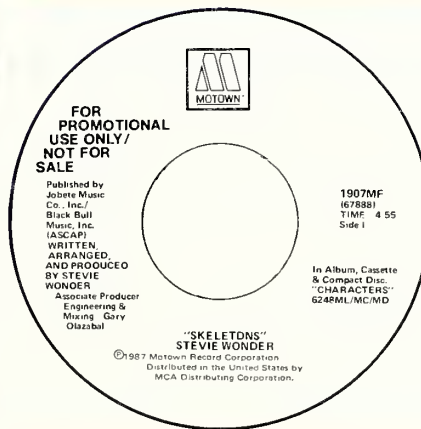 MOTOWN
FOR
PROMOTIONAL
USE ONLY/
NOT FOR
SALE
Published by
Jobete Music
Co., Inc./
Black Bull
Music, Inc.
(ASCAP)
WRITTEN,
ARRANGED,
AND PROOUCEO
BY STEVIE
WONDER
Associate Producer
Engineering &
Mixing Gary
Olazabal
1907MF
(67888)
TIME 4 55
Side I
In Album, Cassette
& Compact Disc.
"CHARACTERS"
6248ML/MC/MD
"SKELETDNS"
STEVIE WONDER
Ⓟ1987 Motown Record Corporation
Distributed in the United States by
MCA Distributing Corporation.